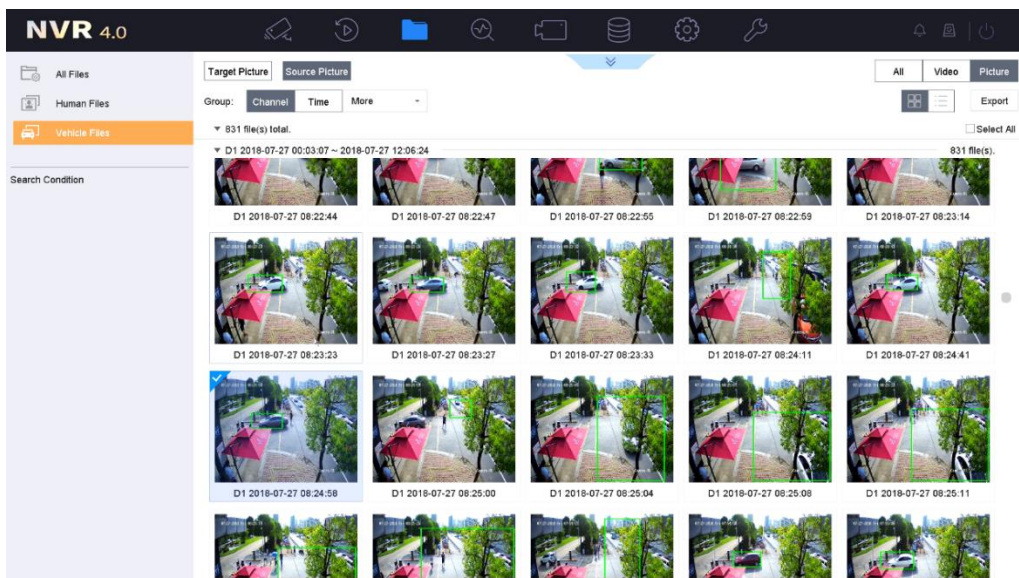 NVR 4.0
All Files
Human Files
Vehicle Files
Search Condition
Target Picture Source Picture
All Video Picture
Group: Channel Time More
Export
831 file(s) total.
Select All
D1 2018-07-27 00:03:07 ~ 2018-07-27 12:06:24
831 file(s).
D1 2018-07-27 08:22:44
D1 2018-07-27 08:22:47
D1 2018-07-27 08:22:55
D1 2018-07-27 08:22:59
D1 2018-07-27 08:23:14
D1 2018-07-27 08:23:23
D1 2018-07-27 08:23:27
D1 2018-07-27 08:23:33
D1 2018-07-27 08:24:11
D1 2018-07-27 08:24:41
D1 2018-07-27 08:24:58
D1 2018-07-27 08:25:00
D1 2018-07-27 08:25:04
D1 2018-07-27 08:25:08
D1 2018-07-27 08:25:11